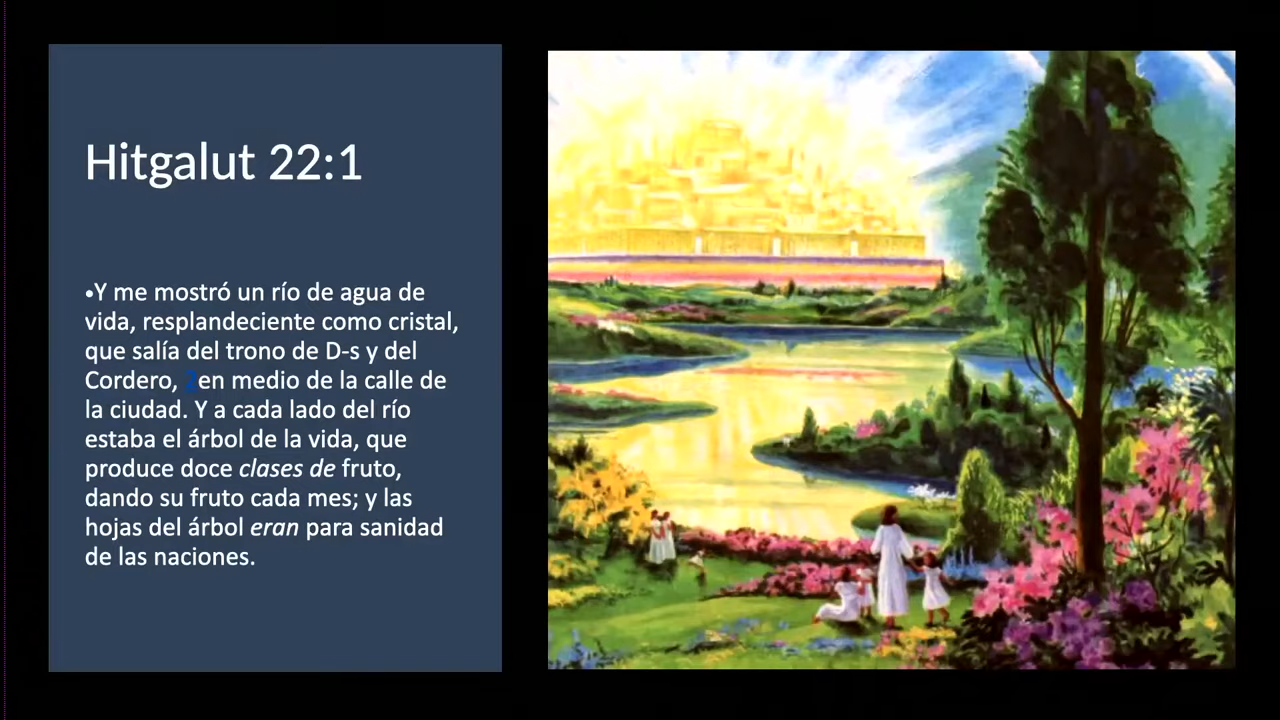 Hitgalut 22:1
•Y me mostró un río de agua de
vida, resplandeciente como cristal,
que salía del trono de D-s y del
Cordero, 2en medio de la calle de
la ciudad. Y a cada lado del río
estaba el árbol de la vida, que
produce doce clases de fruto,
dando su fruto cada mes; y las
hojas del árbol eran para sanidad
de las naciones.